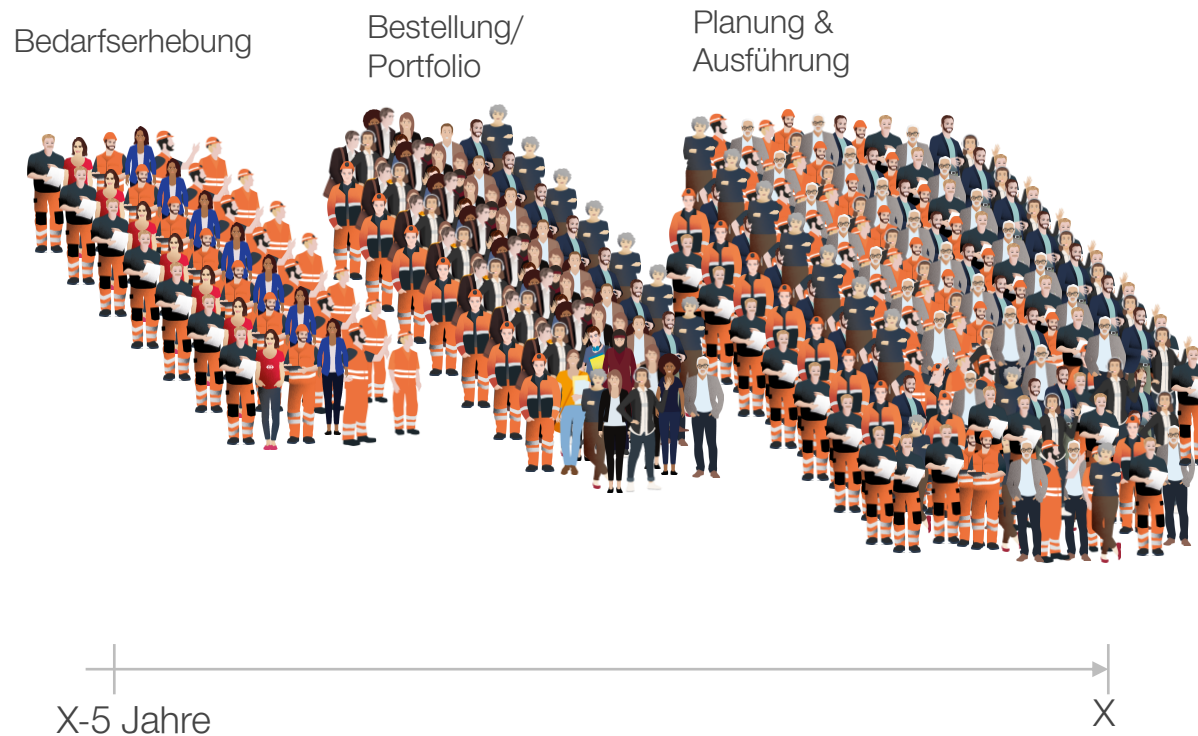 Bedarfserhebung
Bestellung/
Portfolio
Planung &
Ausführung
X-5 Jahre
X